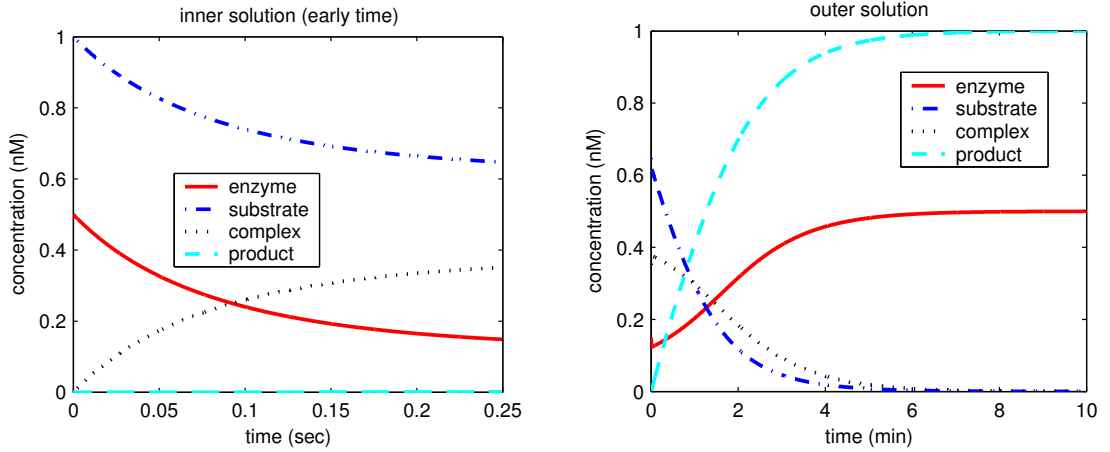 inner solution (early time)
1
0.8
0.6
0.4
0.2
0
concentration (nM)
enzyme
substrate
complex
product
0
0.05
0.1
0.15
0.2
0.25
time (sec)
outer solution
1
0.8
0.6
0.4
0.2
0
concentration (nM)
enzyme
substrate
complex
product
0
2
4
6
8
10
time (min)